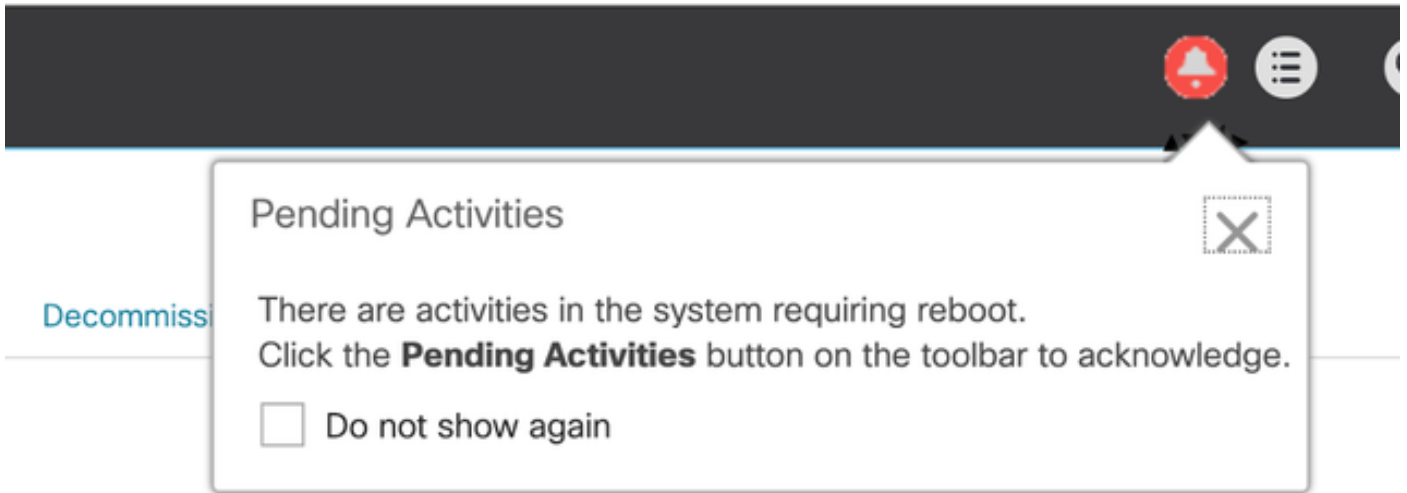 Pending Activities
Decommissi
There are activities in the system requiring reboot.
Click the Pending Activities button on the toolbar to acknowledge.
Do not show again